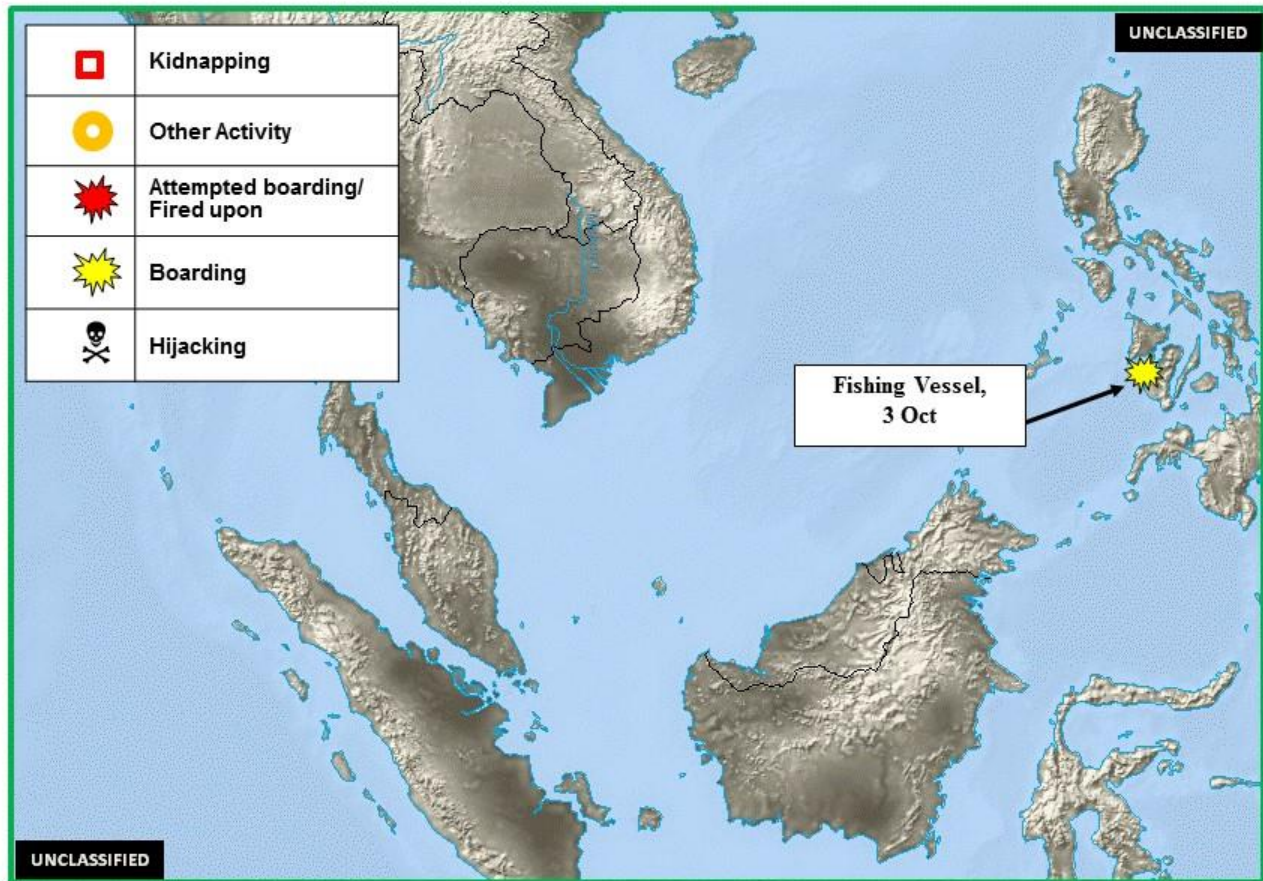 UNCLASSIFIED
Kidnapping
Other Activity
Attempted boarding/
Fired upon
Boarding
Hijacking
Fishing Vessel,
3 Oct
UNCLASSIFIED